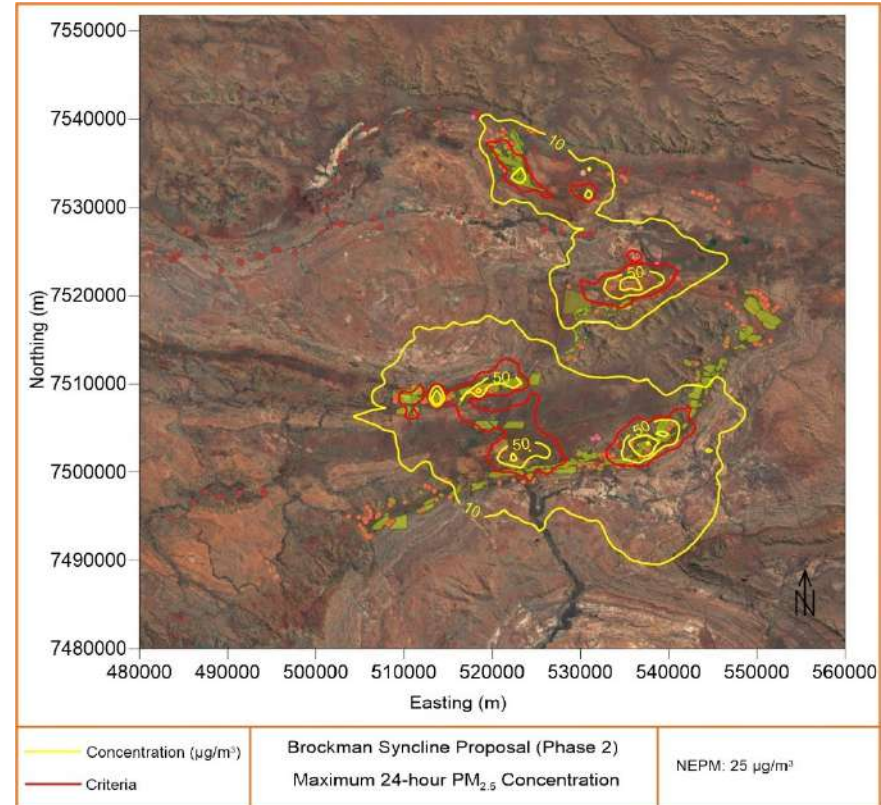 7550000
7540000
7530000
7520000
7510000
7500000
7490000
7480000
Northing (m)
10
50
50
50
50
10
N
480000 490000 500000 510000 520000 530000 540000 550000 560000
Easting (m)
Concentration (µg/m³)
Criteria
Brockman Syncline Proposal (Phase 2)
Maximum 24-hour PM₂.₅ Concentration
NEPM: 25 µg/m³